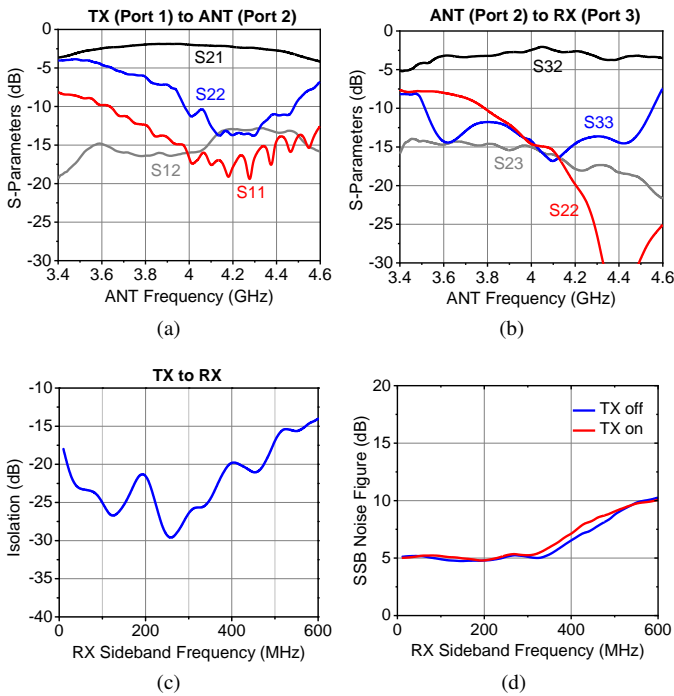 TX (Port 1) to ANT (Port 2)
S-Parameters (dB)
0
-5
-10
-15
-20
-25
-30
S21
S22
S12
S11
3.4 3.6 3.8 4 4.2 4.4 4.6
ANT Frequency (GHz)
(a)
ANT (Port 2) to RX (Port 3)
S-Parameters (dB)
0
-5
-10
-15
-20
-25
-30
S32
S33
S23
S22
3.4 3.6 3.8 4 4.2 4.4 4.6
ANT Frequency (GHz)
(b)
TX to RX
Isolation (dB)
-10
-15
-20
-25
-30
-35
-40
0 200 400 600
RX Sideband Frequency (MHz)
(c)
SSB Noise Figure (dB)
20
15
10
5
0
TX off
TX on
0 200 400 600
RX Sideband Frequency (MHz)
(d)